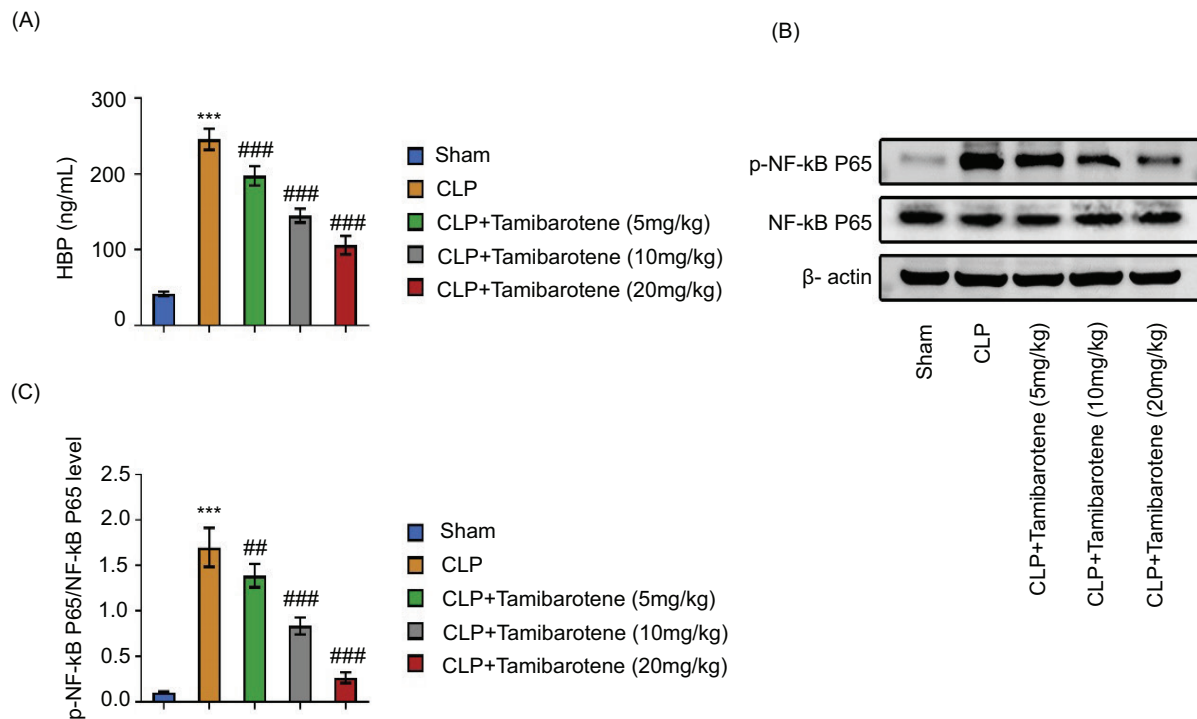 (A)
HBP (ng/mL)
300
200
100
0
***
###
###
###
Sham
CLP
CLP+Tamibarotene (5mg/kg)
CLP+Tamibarotene (10mg/kg)
CLP+Tamibarotene (20mg/kg)
(B)
p-NF-kB P65
NF-kB P65
β- actin
Sham
CLP
CLP+Tamibarotene (5mg/kg)
CLP+Tamibarotene (10mg/kg)
CLP+Tamibarotene (20mg/kg)
(C)
p-NF-kB P65/NF-kB P65 level
2.5
2.0
1.5
1.0
0.5
0.0
***
##
###
###
Sham
CLP
CLP+Tamibarotene (5mg/kg)
CLP+Tamibarotene (10mg/kg)
CLP+Tamibarotene (20mg/kg)